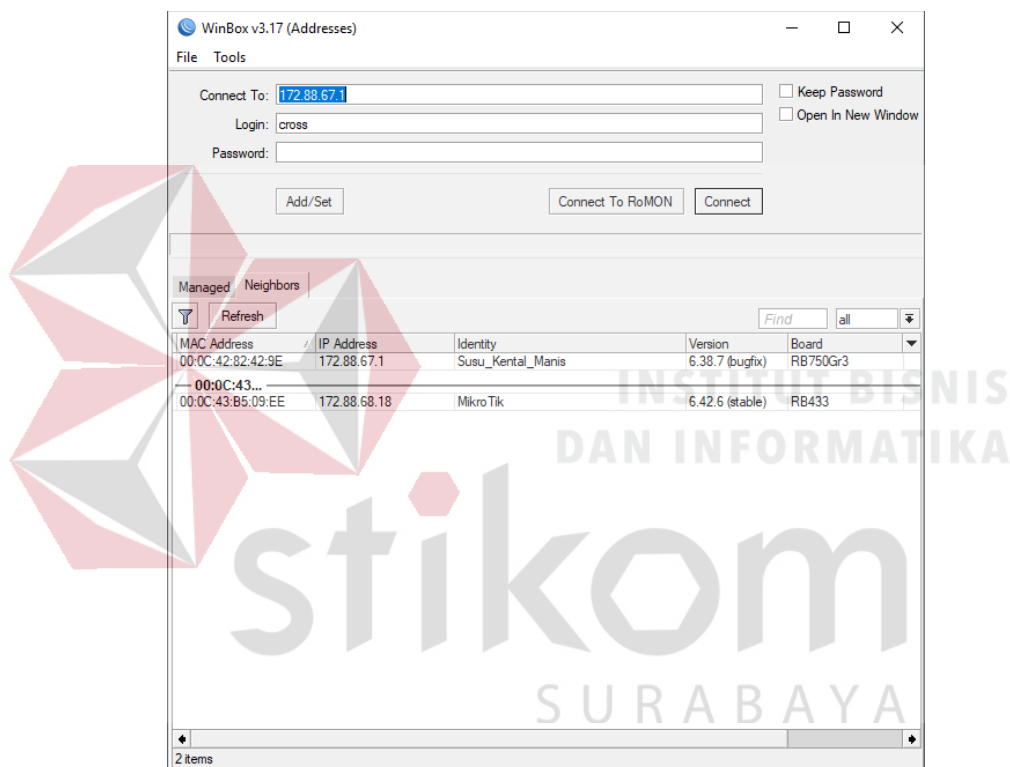 WinBox v3.17 (Addresses)
File Tools
Connect To: 172.88.67.1
Keep Password
Login: cross
Open In New Window
Password:
Add/Set Connect To RoMON Connect
Managed Neighbors
Refresh Find all
MAC Address IP Address Identity Version Board
00:0C:42:82:42:9E 172.88.67.1 Susu_Kental_Manis 6.38.7 (bugfix) RB750Gr3
00:0C:43...
00:0C:43:B5:09:EE 172.88.68.18 MikroTik 6.42.6 (stable) RB433
INSTITUT BISNIS
DAN INFORMATIKA
stikom
SURABAYA
2 items